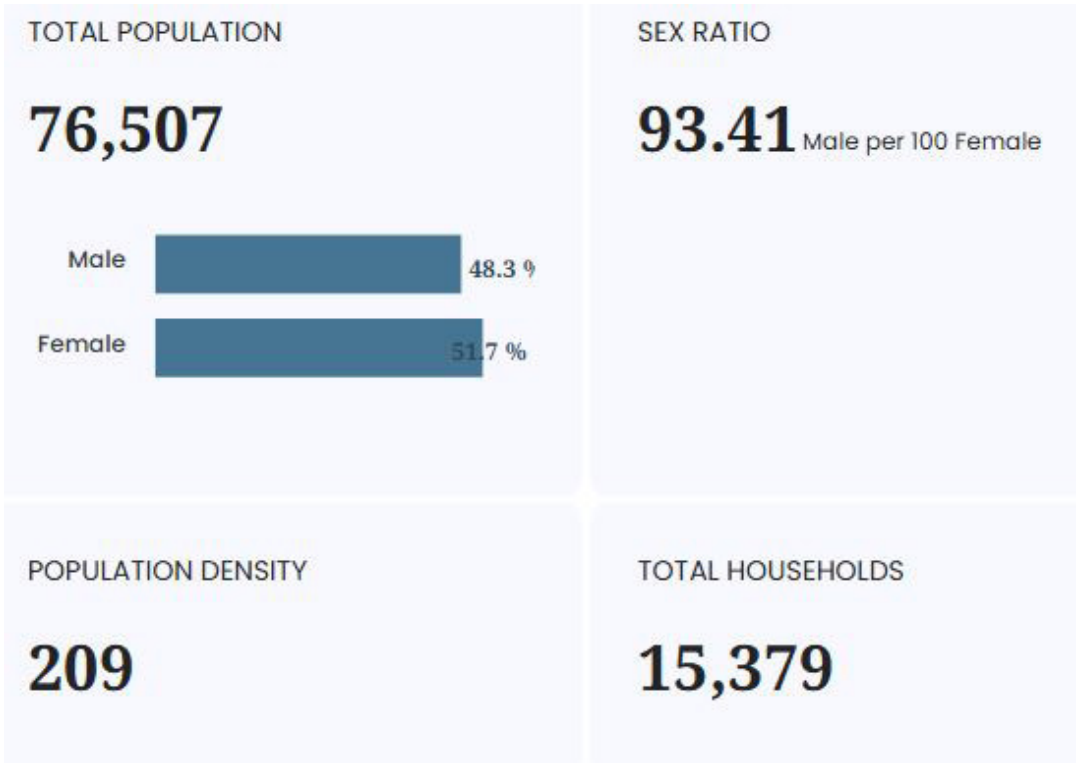 TOTAL POPULATION
76,507
Male 48.3 %
Female 51.7 %
SEX RATIO
93.41 Male per 100 Female
POPULATION DENSITY
209
TOTAL HOUSEHOLDS
15,379